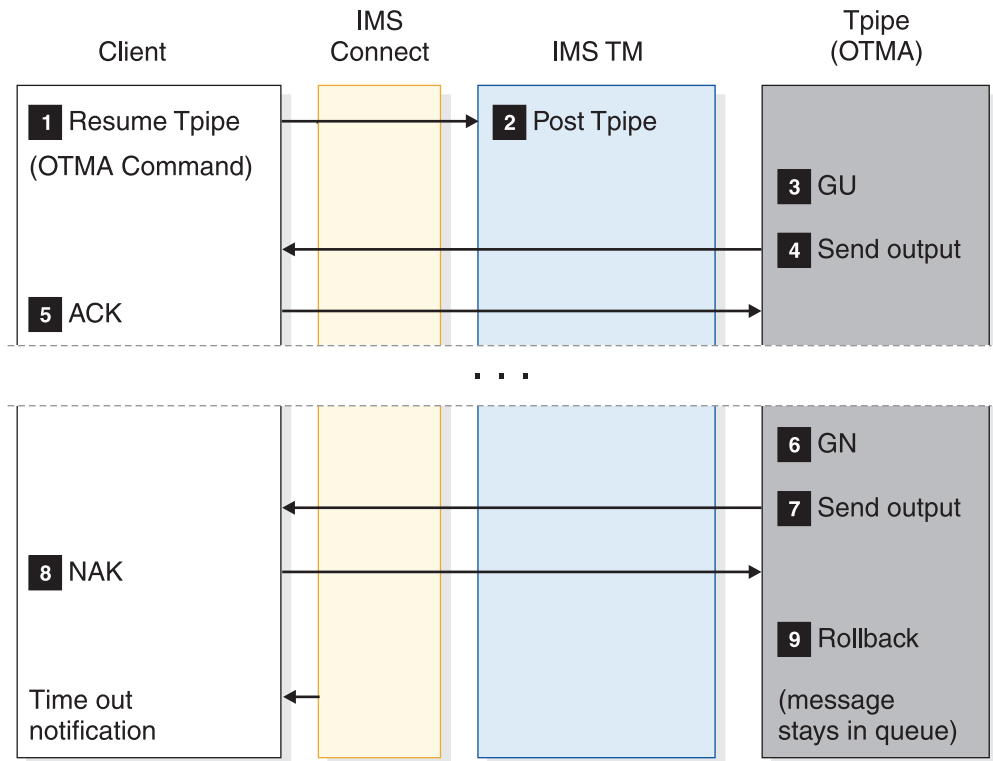 Client
IMS
Connect
IMS TM
Tpipe
(OTMA)
1 Resume Tpipe
(OTMA Command)
2 Post Tpipe
3 GU
4 Send output
5 ACK
. . .
6 GN
7 Send output
8 NAK
9 Rollback
Time out
notification
(message
stays in queue)